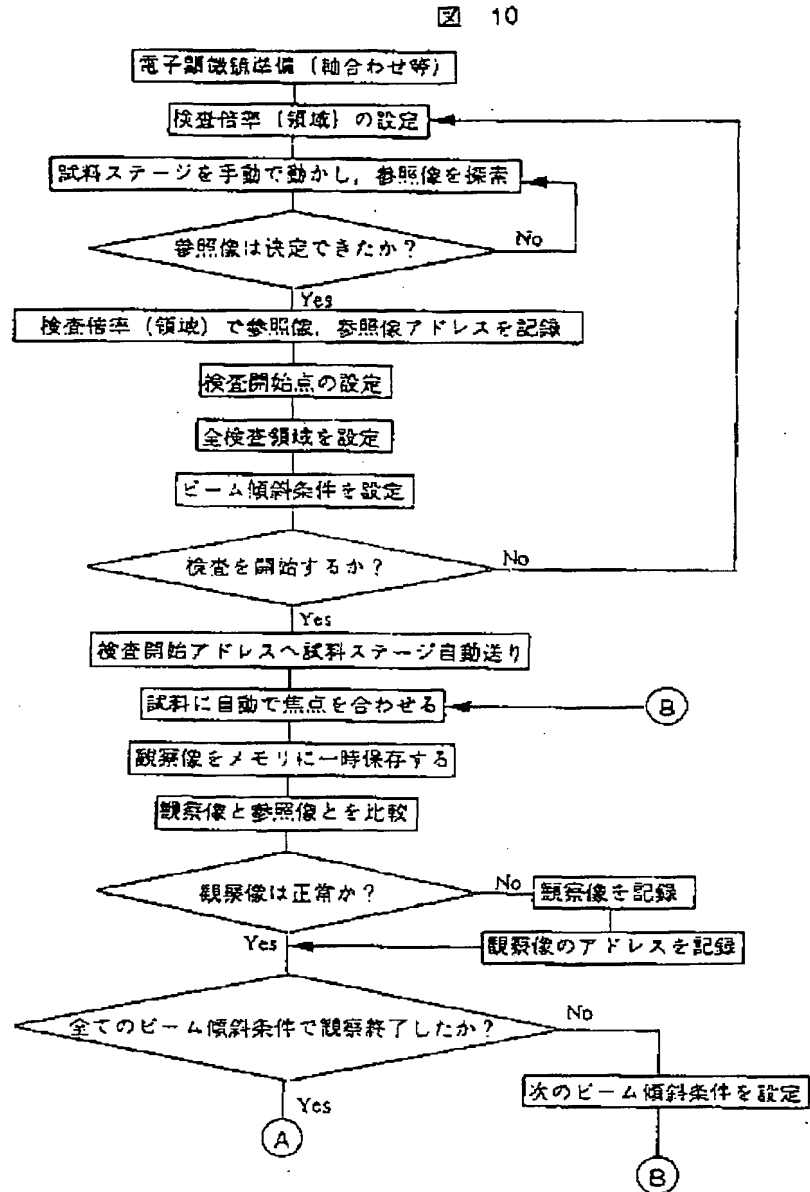 図 10
電子顕微鏡準備(軸合わせ等)
検査倍率(領域)の設定
試料ステージを手動で動かし,参照像を探索
参照像は決定できたか?
No
Yes
検査倍率(領域)で参照像,参照像アドレスを記録
検査開始点の設定
全検査領域を設定
ビーム傾斜条件を設定
検査を開始するか?
No
Yes
検査開始アドレスへ試料ステージ自動送り
試料に自動で焦点を合わせる
B
観察像をメモリに一時保存する
観察像と参照像とを比較
観察像は正常か?
No
観察像を記録
Yes
観察像のアドレスを記録
全てのビーム傾斜条件で観察終了したか?
No
次のビーム傾斜条件を設定
Yes
A
B